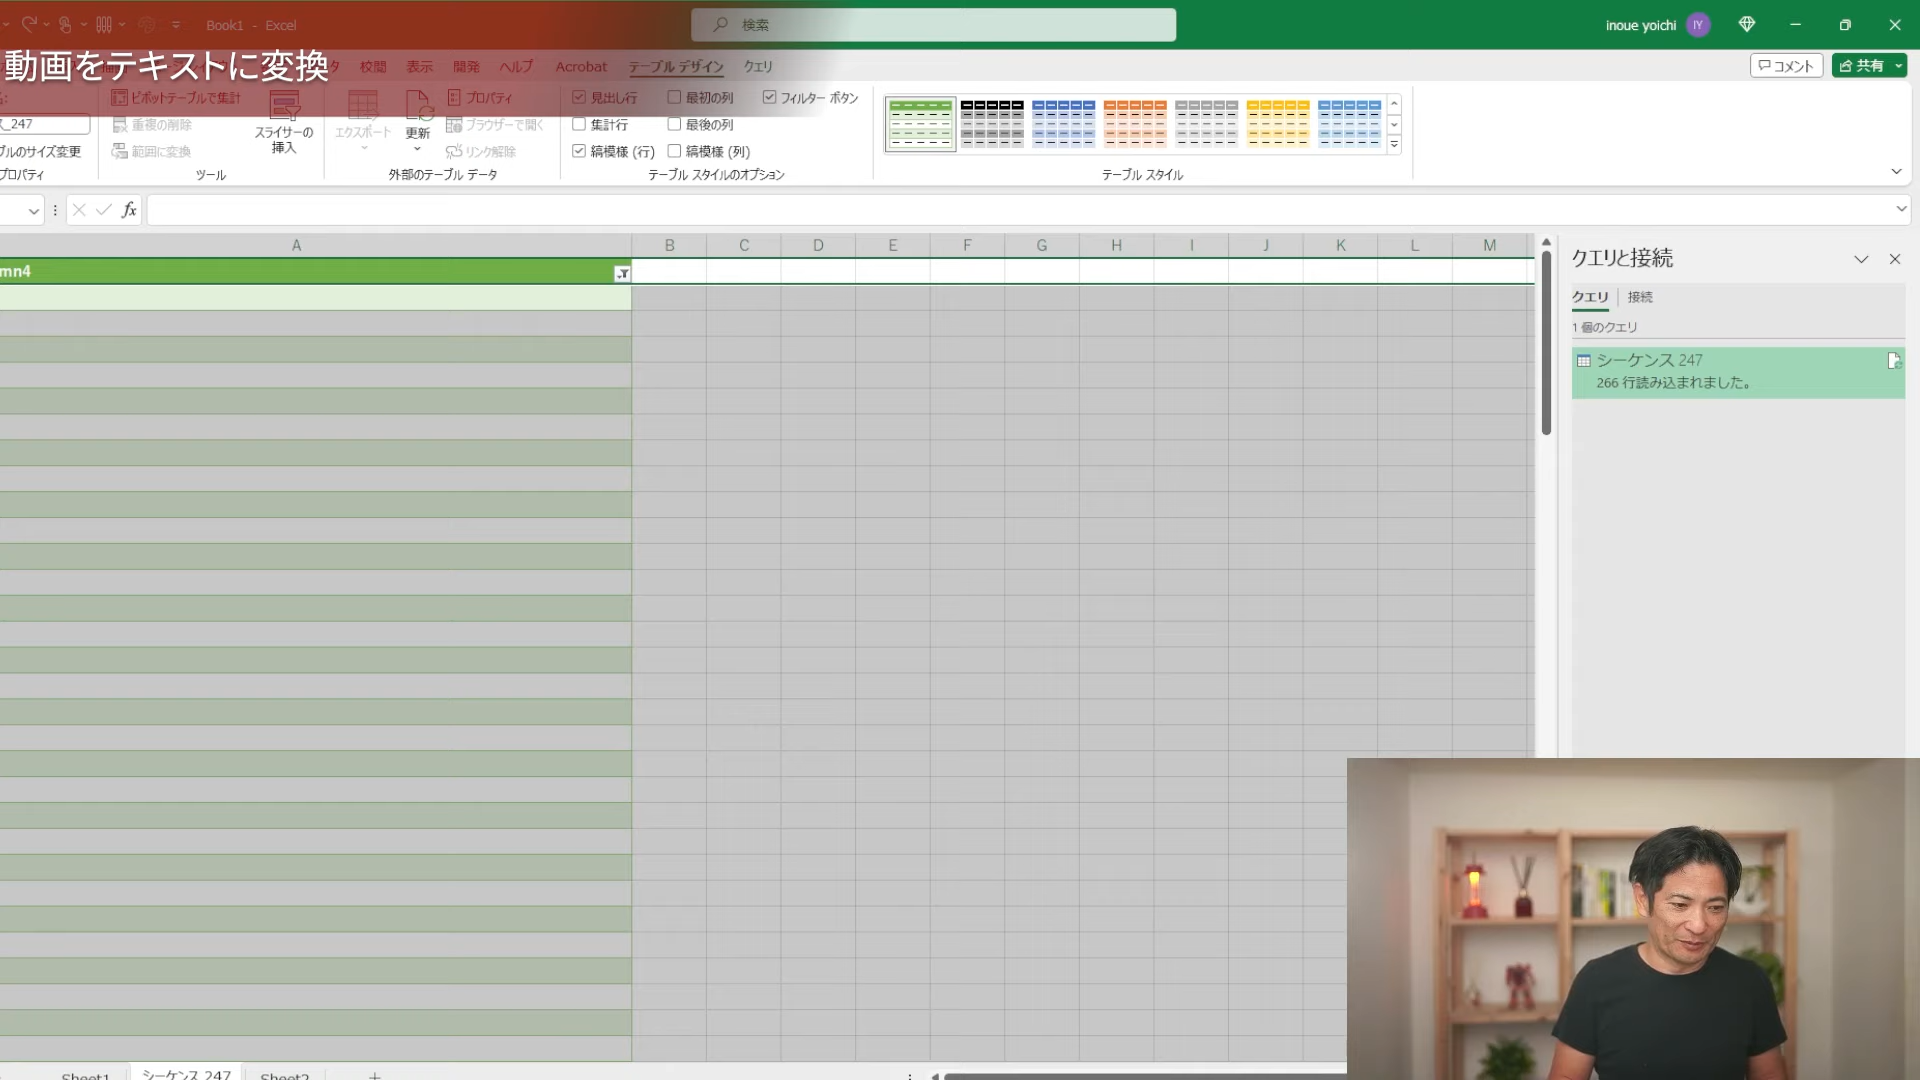 Book1 - Excel
検索
inoue yoichi
IY
動画をテキストに変換
校閲
表示
開発
ヘルプ
Acrobat
テーブル デザイン
クエリ
コメント
共有
ピボットテーブルで集計
重複の削除
範囲に変換
_247
ルのサイズ変更
プロパティ
スライサーの
挿入
ツール
エクスポート
更新
プロパティ
ブラウザーで開く
リンク解除
外部のテーブル データ
見出し行
最初の列
フィルター ボタン
集計行
最後の列
縞模様 (行)
縞模様 (列)
テーブル スタイルのオプション
テーブル スタイル
fx
A B C D E F G H I J K L M
mn4
クエリと接続
クエリ
接続
1 個のクエリ
シーケンス 247
266 行読み込まれました。
Sheet1
シーケンス 247
Sheet2